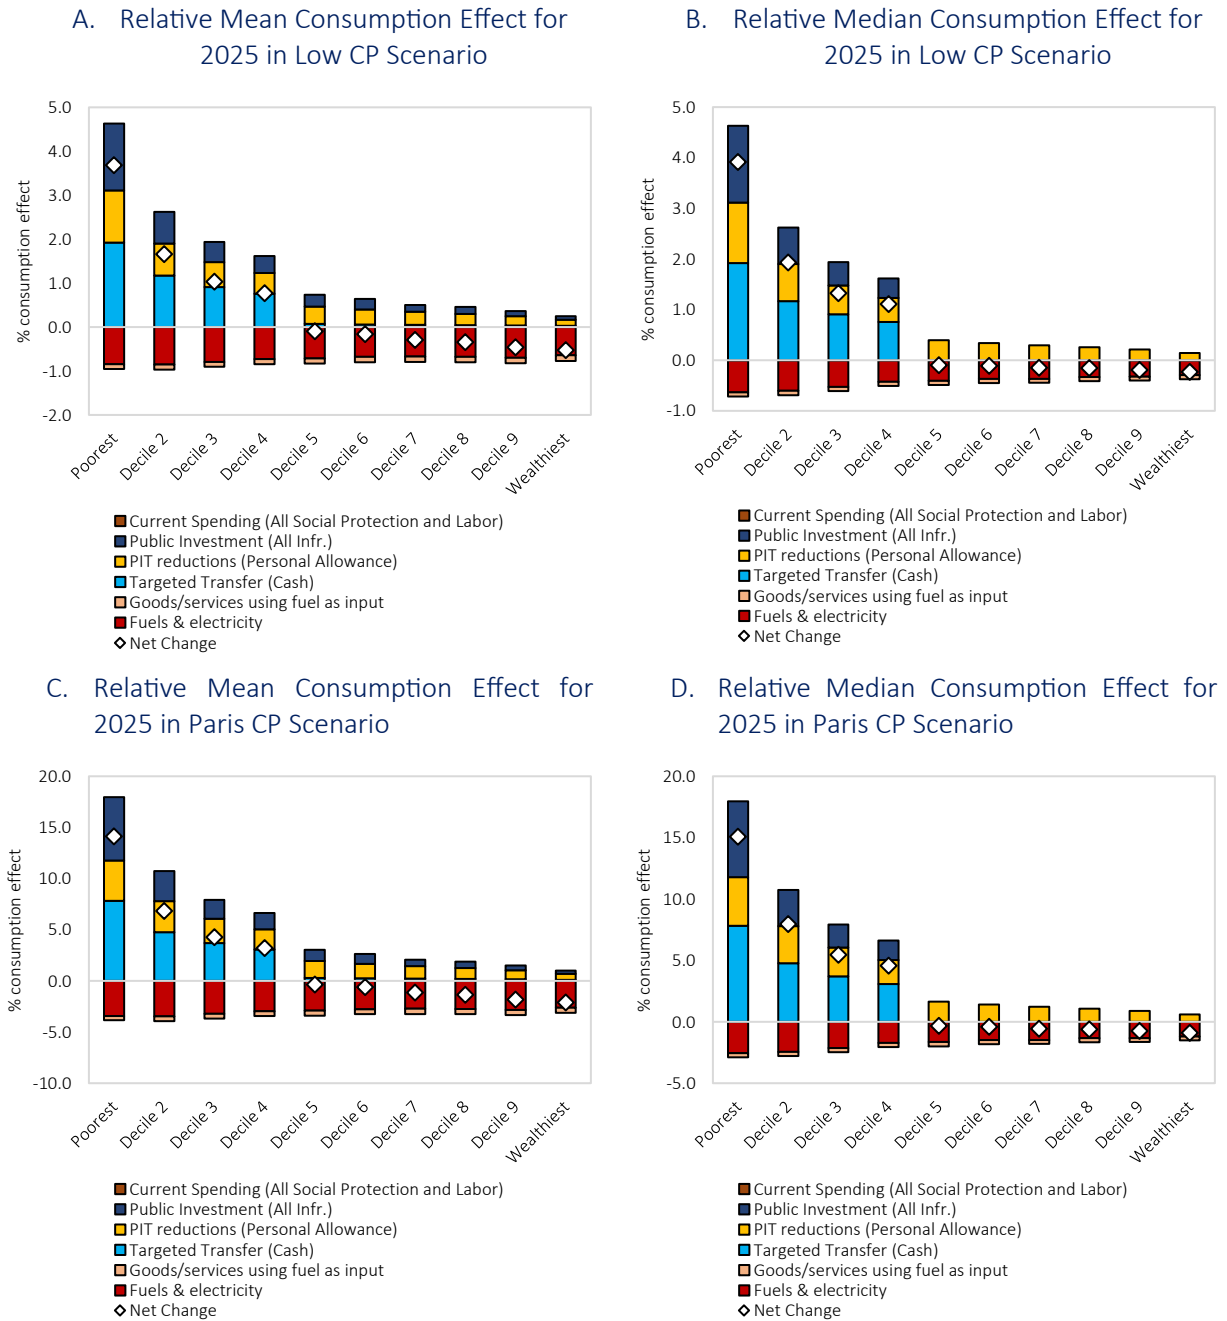 A. Relative Mean Consumption Effect for
2025 in Low CP Scenario
5.0
4.0
3.0
2.0
1.0
0.0
-1.0
-2.0
% consumption effect
Poorest
Decile 2
Decile 3
Decile 4
Decile 5
Decile 6
Decile 7
Decile 8
Decile 9
Wealthiest
Current Spending (All Social Protection and Labor)
Public Investment (All Infr.)
PIT reductions (Personal Allowance)
Targeted Transfer (Cash)
Goods/services using fuel as input
Fuels & electricity
Net Change
B. Relative Median Consumption Effect for
2025 in Low CP Scenario
5.0
4.0
3.0
2.0
1.0
0.0
-1.0
% consumption effect
Poorest
Decile 2
Decile 3
Decile 4
Decile 5
Decile 6
Decile 7
Decile 8
Decile 9
Wealthiest
Current Spending (All Social Protection and Labor)
Public Investment (All Infr.)
PIT reductions (Personal Allowance)
Targeted Transfer (Cash)
Goods/services using fuel as input
Fuels & electricity
Net Change
C. Relative Mean Consumption Effect for
2025 in Paris CP Scenario
20.0
15.0
10.0
5.0
0.0
-5.0
-10.0
% consumption effect
Poorest
Decile 2
Decile 3
Decile 4
Decile 5
Decile 6
Decile 7
Decile 8
Decile 9
Wealthiest
Current Spending (All Social Protection and Labor)
Public Investment (All Infr.)
PIT reductions (Personal Allowance)
Targeted Transfer (Cash)
Goods/services using fuel as input
Fuels & electricity
Net Change
D. Relative Median Consumption Effect for
2025 in Paris CP Scenario
20.0
15.0
10.0
5.0
0.0
-5.0
% consumption effect
Poorest
Decile 2
Decile 3
Decile 4
Decile 5
Decile 6
Decile 7
Decile 8
Decile 9
Wealthiest
Current Spending (All Social Protection and Labor)
Public Investment (All Infr.)
PIT reductions (Personal Allowance)
Targeted Transfer (Cash)
Goods/services using fuel as input
Fuels & electricity
Net Change